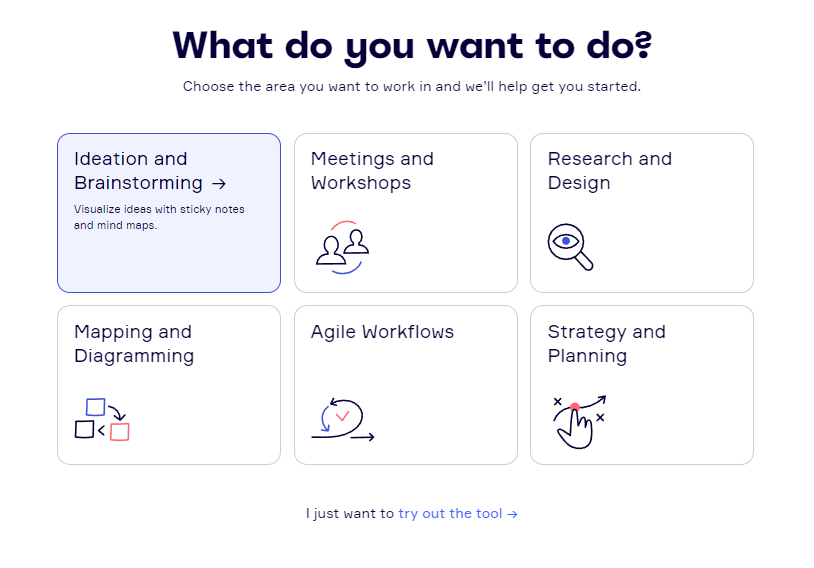 What do you want to do?
Choose the area you want to work in and we'll help get you started.
Ideation and
Brainstorming →
Visualize ideas with sticky notes
and mind maps.
Meetings and
Workshops
Research and
Design
Mapping and
Diagramming
Agile Workflows
Strategy and
Planning
I just want to try out the tool →